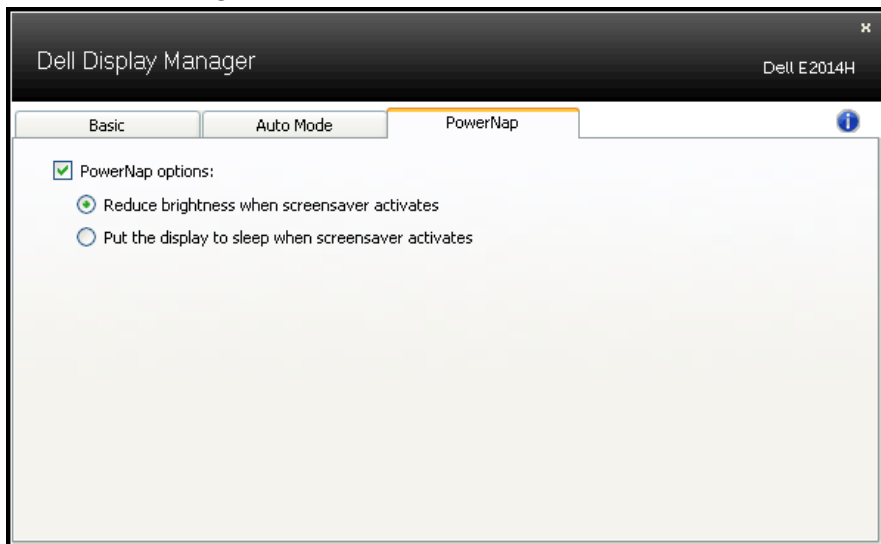 Dell Display Manager
Dell E2014H
Basic
Auto Mode
PowerNap
PowerNap options:
Reduce brightness when screensaver activates
Put the display to sleep when screensaver activates